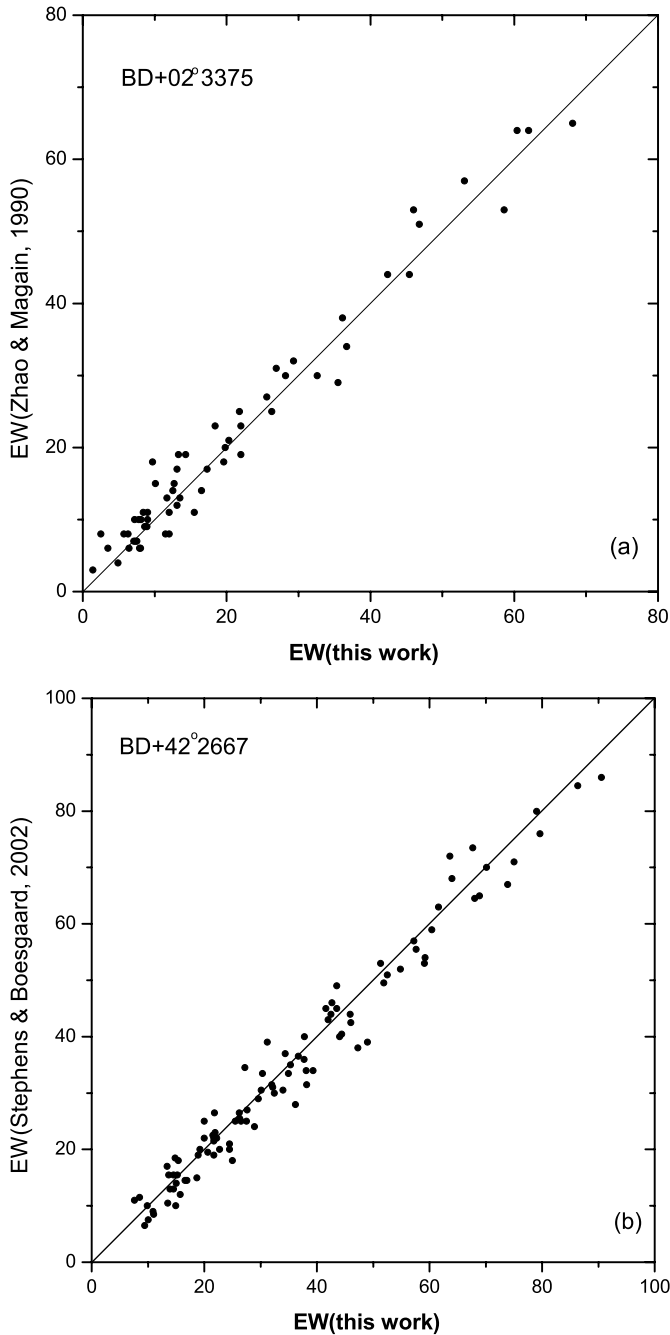 80
BD+02°3375
60
EW(Zhao & Magain, 1990)
40
20
(a)
0
0 20 40 60 80
EW(this work)
100
BD+42°2667
80
EW(Stephens & Boesgaard, 2002)
60
40
20
(b)
0
0 20 40 60 80 100
EW(this work)